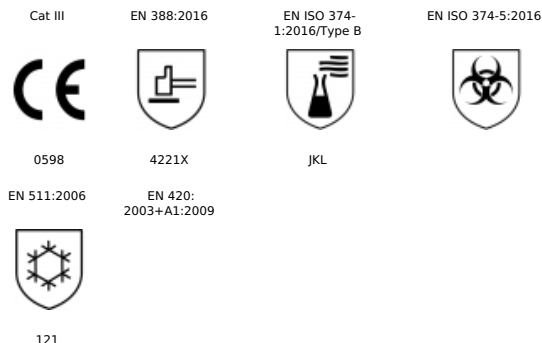 Cat III
EN 388:2016
EN ISO 374-
1:2016/Type B
EN ISO 374-5:2016
CE
0598
4221X
JKL
EN 511:2006
EN 420:
2003+A1:2009
121